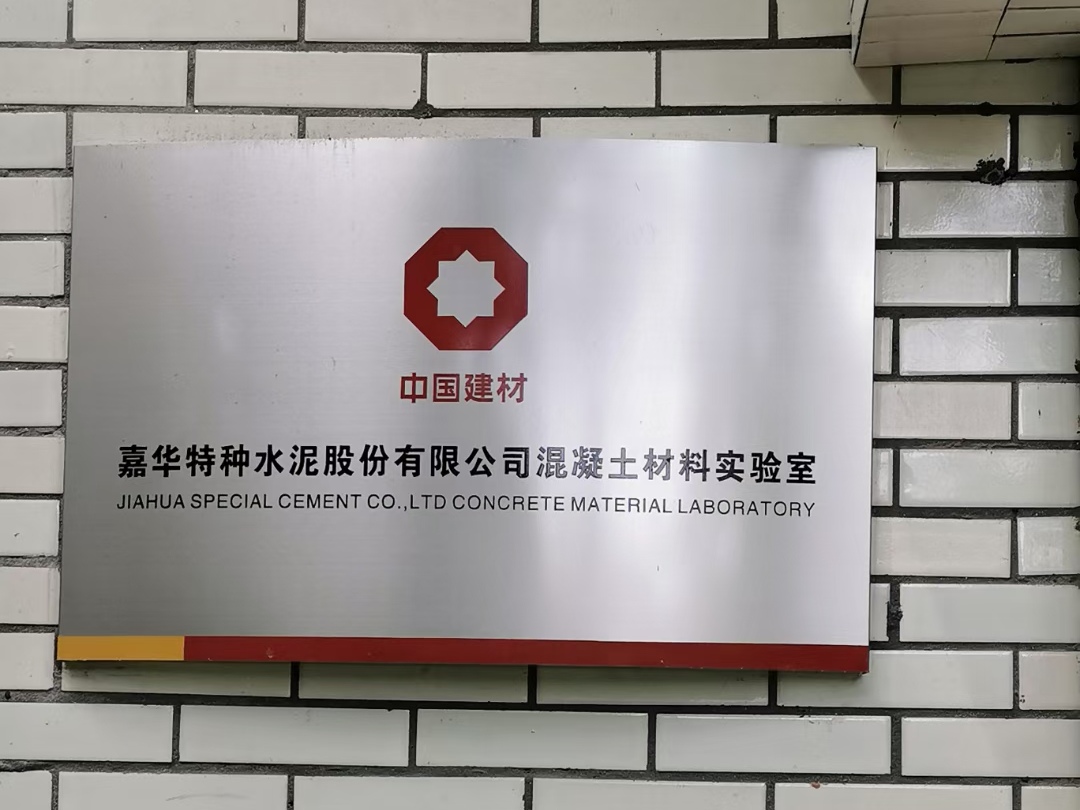 中国建材
嘉华特种水泥股份有限公司混凝土材料实验室
JIAHUA SPECIAL CEMENT CO.,LTD CONCRETE MATERIAL LABORATORY